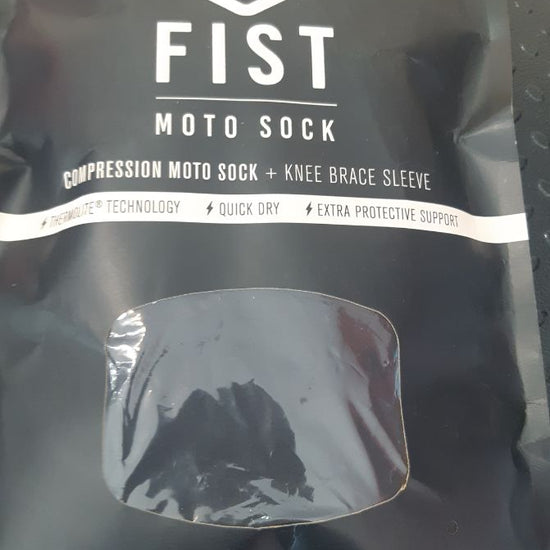 FIST
MOTO SOCK
COMPRESSION MOTO SOCK + KNEE BRACE SLEEVE
THERMOLITE® TECHNOLOGY QUICK DRY EXTRA PROTECTIVE SUPPORT